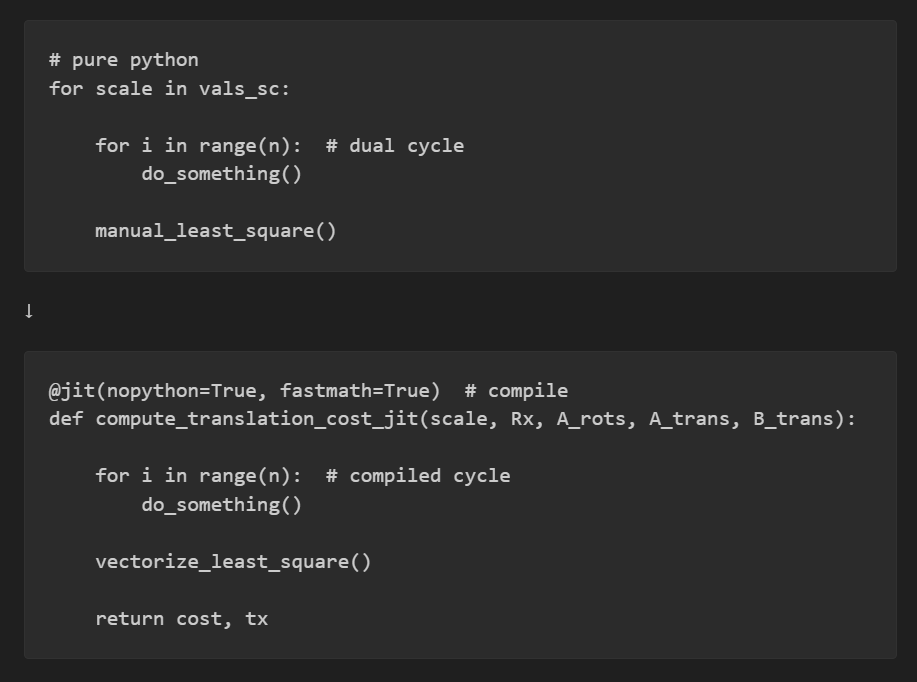 # pure python
for scale in vals_sc:
    for i in range(n):  # dual cycle
        do_something()
    manual_least_square()
↓
@jit(nopython=True, fastmath=True)  # compile
def compute_translation_cost_jit(scale, Rx, A_rots, A_trans, B_trans):
    for i in range(n):  # compiled cycle
        do_something()
    vectorize_least_square()
    return cost, tx